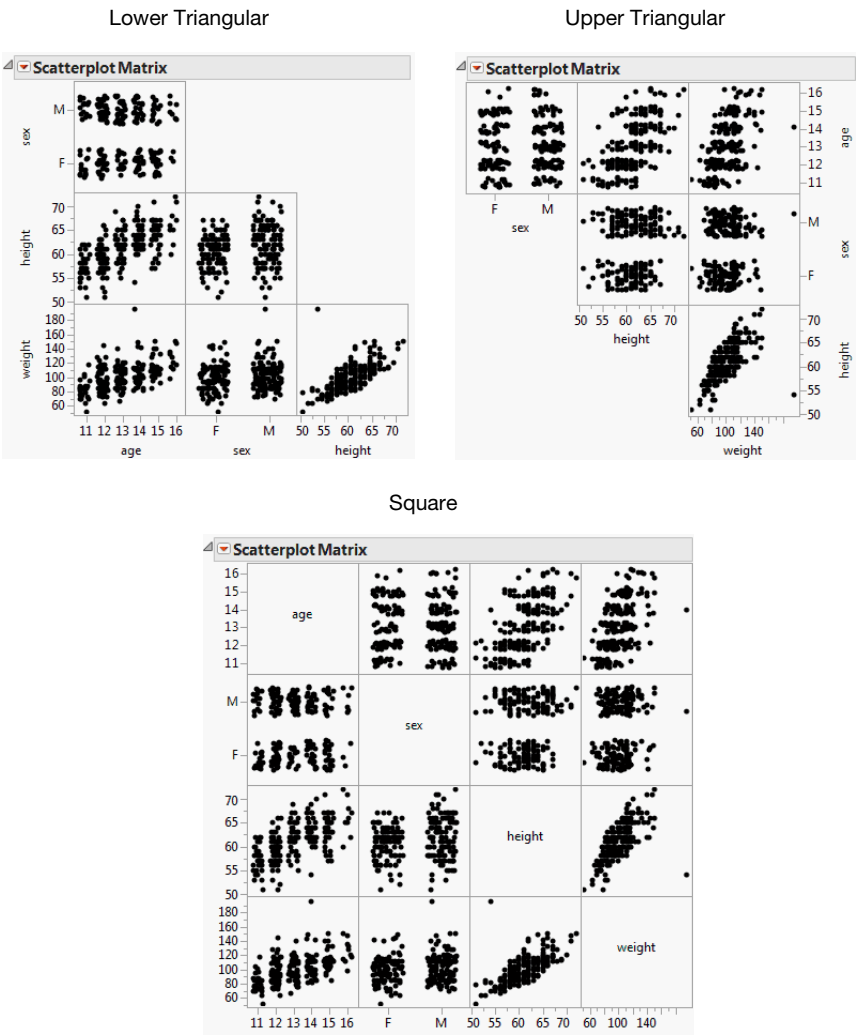 Lower Triangular
Upper Triangular
Scatterplot Matrix
M
F
sex
70
65
60
55
50
height
180
160
140
120
100
80
60
weight
11 12 13 14 15 16
age
F M
sex
50 55 60 65 70
height
Scatterplot Matrix
16
15
14
13
12
11
age
F M
sex
M
F
sex
50 55 60 65 70
height
70
65
60
55
50
height
60 100 140
weight
Square
Scatterplot Matrix
16
15
14
13
12
11
age
M
F
sex
70
65
60
55
50
height
180
160
140
120
100
80
60
weight
11 12 13 14 15 16
F M
50 55 60 65 70
60 100 140